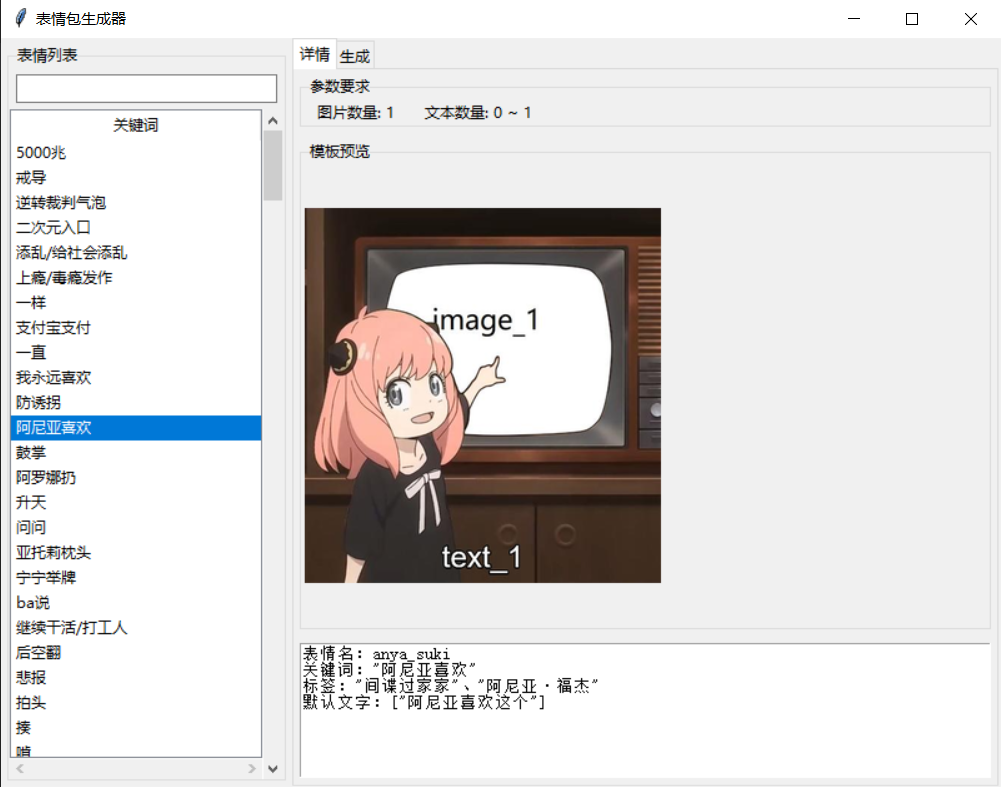 表情包生成器
表情列表
关键词
5000兆
戒导
逆转裁判气泡
二次元入口
添乱/给社会添乱
上瘾/毒瘾发作
一样
支付宝支付
一直
我永远喜欢
防诱拐
阿尼亚喜欢
鼓掌
阿罗娜扔
升天
问问
亚托莉枕头
宁宁举牌
ba说
继续干活/打工人
后空翻
悲报
拍头
揍
啃
详情 生成
参数要求
图片数量: 1 文本数量: 0 ~ 1
模板预览
image_1
text_1
表情名: anya_suki
关键词: "阿尼亚喜欢"
标签: "间谍过家家"、"阿尼亚·福杰"
默认文字: ["阿尼亚喜欢这个"]